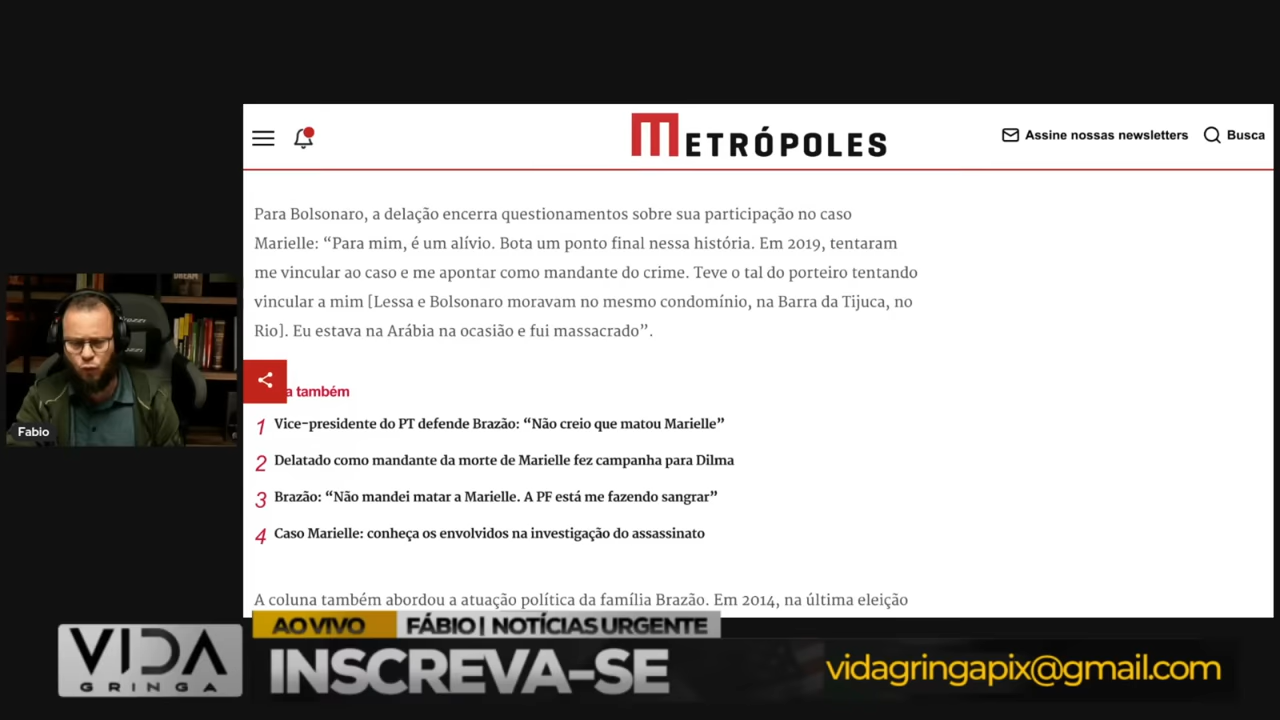 METRÓPOLES
Assine nossas newsletters
Busca
Para Bolsonaro, a delação encerra questionamentos sobre sua participação no caso
Marielle: “Para mim, é um alívio. Bota um ponto final nessa história. Em 2019, tentaram
me vincular ao caso e me apontar como mandante do crime. Teve o tal do porteiro tentando
vincular a mim [Lessa e Bolsonaro moravam no mesmo condomínio, na Barra da Tijuca, no
Rio]. Eu estava na Arábia na ocasião e fui massacrado”.
a também
1 Vice-presidente do PT defende Brazão: “Não creio que matou Marielle”
2 Delatado como mandante da morte de Marielle fez campanha para Dilma
3 Brazão: “Não mandei matar a Marielle. A PF está me fazendo sangrar”
4 Caso Marielle: conheça os envolvidos na investigação do assassinato
A coluna também abordou a atuação política da família Brazão. Em 2014, na última eleição
Fabio
VIDA
GRINGA
AO VIVO
FÁBIO | NOTÍCIAS URGENTE
INSCREVA-SE
vidagringapix@gmail.com